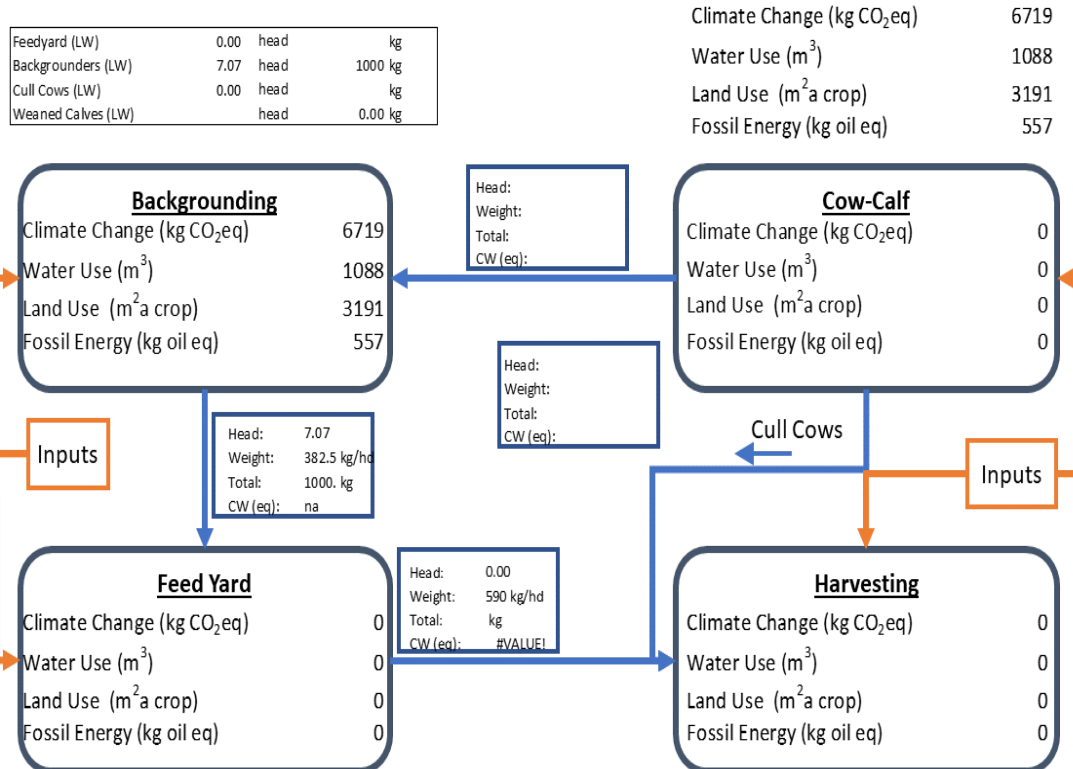 Climate Change (kg CO₂eq) 6719
Water Use (m³) 1088
Land Use (m²a crop) 3191
Fossil Energy (kg oil eq) 557
Feedyard (LW) 0.00 head kg
Backgrounders (LW) 7.07 head 1000 kg
Cull Cows (LW) 0.00 head kg
Weaned Calves (LW) head 0.00 kg
Backgrounding
Climate Change (kg CO₂eq) 6719
Water Use (m³) 1088
Land Use (m²a crop) 3191
Fossil Energy (kg oil eq) 557
Head:
Weight:
Total:
CW (eq):
Cow-Calf
Climate Change (kg CO₂eq) 0
Water Use (m³) 0
Land Use (m²a crop) 0
Fossil Energy (kg oil eq) 0
Head:
Weight:
Total:
CW (eq):
Inputs
Head: 7.07
Weight: 382.5 kg/hd
Total: 1000. kg
CW (eq): na
Cull Cows
Inputs
Feed Yard
Climate Change (kg CO₂eq) 0
Water Use (m³) 0
Land Use (m²a crop) 0
Fossil Energy (kg oil eq) 0
Head: 0.00
Weight: 590 kg/hd
Total: kg
CW (eq): #VALUE!
Harvesting
Climate Change (kg CO₂eq) 0
Water Use (m³) 0
Land Use (m²a crop) 0
Fossil Energy (kg oil eq) 0